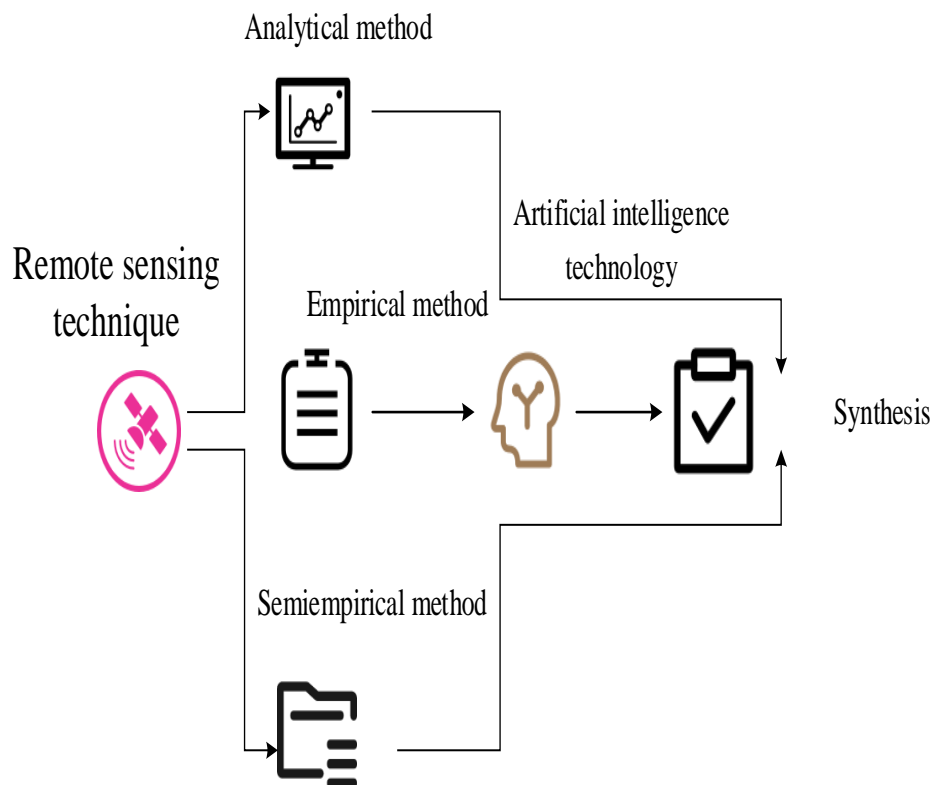 Analytical method
Artificial intelligence
technology
Remote sensing
technique
Empirical method
Synthesis
Semiempirical method